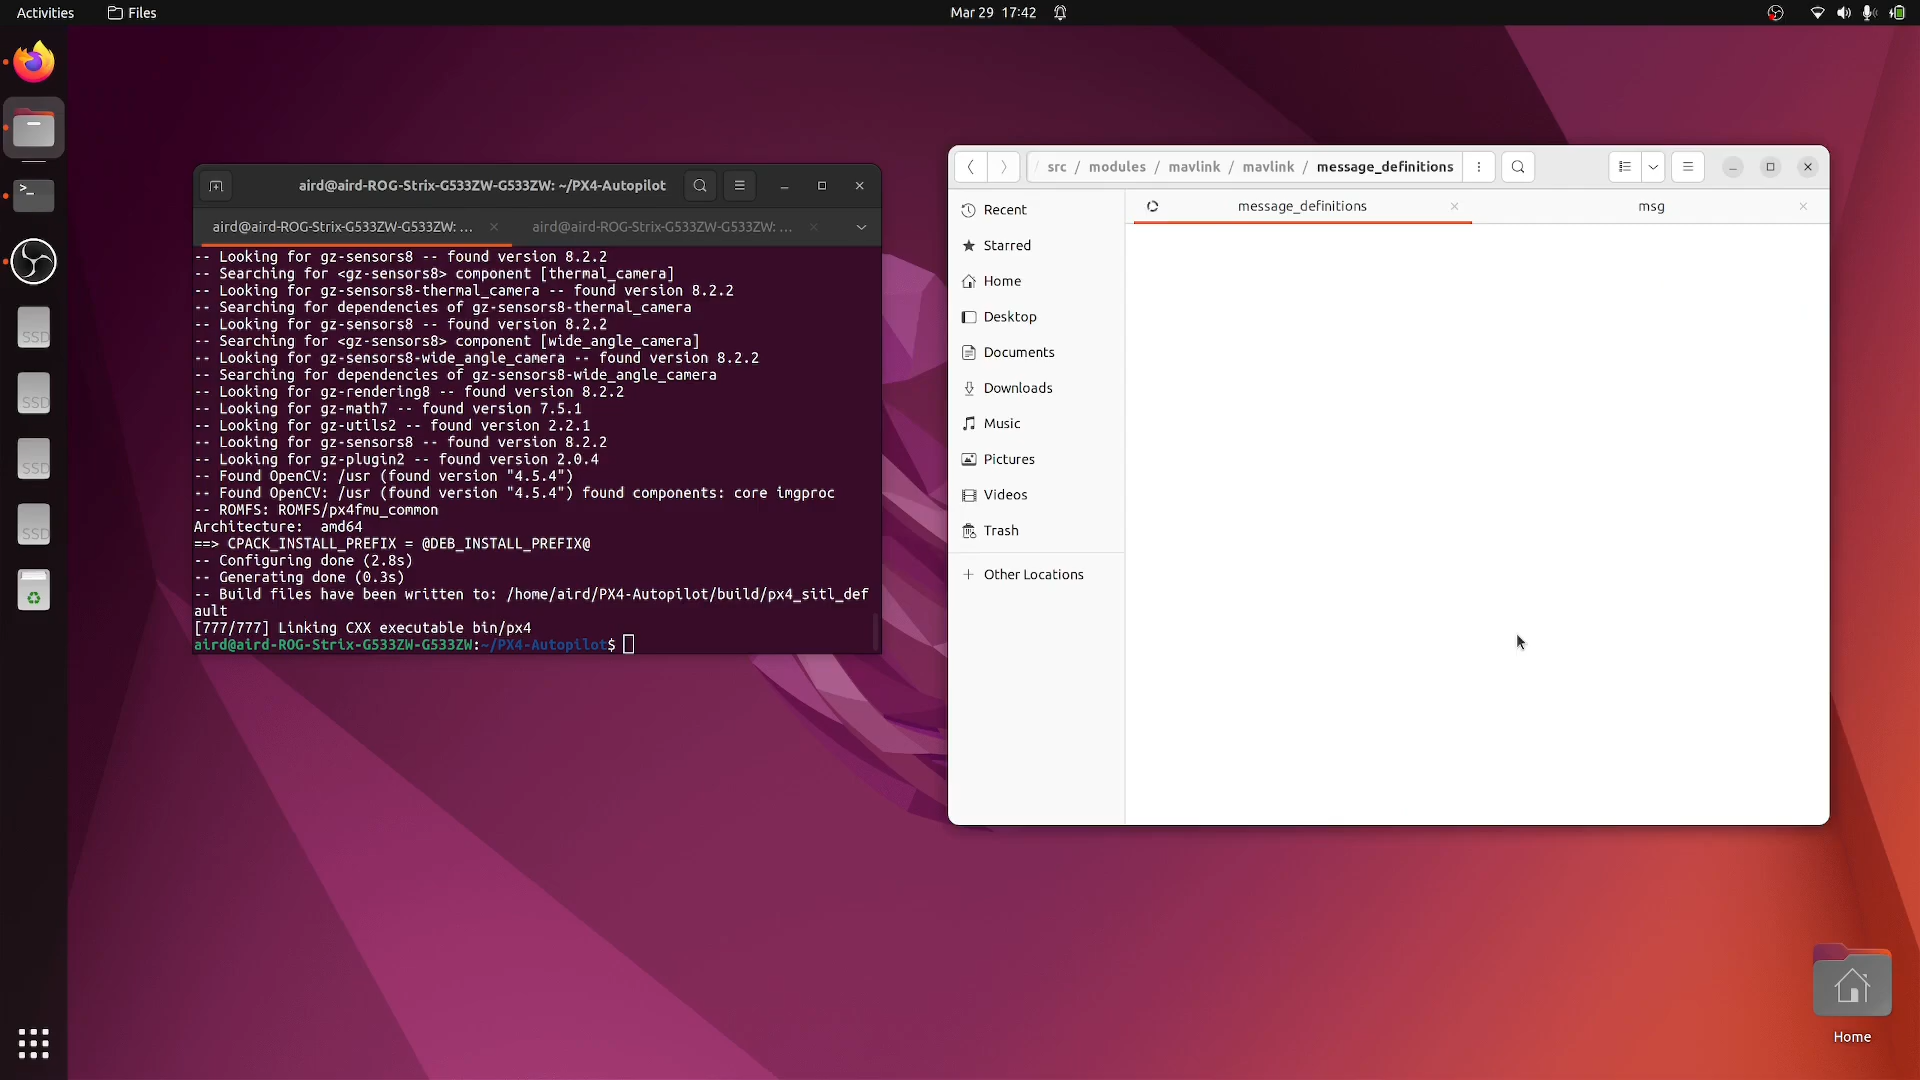 Activities
Files
Mar 29 17:42
aird@aird-ROG-Strix-G533ZW-G533ZW: ~/PX4-Autopilot
aird@aird-ROG-Strix-G533ZW-G533ZW: ...
aird@aird-ROG-Strix-G533ZW-G533ZW: ...
-- Looking for gz-sensors8 -- found version 8.2.2
-- Searching for <gz-sensors8> component [thermal_camera]
-- Looking for gz-sensors8-thermal_camera -- found version 8.2.2
-- Searching for dependencies of gz-sensors8-thermal_camera
-- Looking for gz-sensors8 -- found version 8.2.2
-- Searching for <gz-sensors8> component [wide_angle_camera]
-- Looking for gz-sensors8-wide_angle_camera -- found version 8.2.2
-- Searching for dependencies of gz-sensors8-wide_angle_camera
-- Looking for gz-rendering8 -- found version 8.2.2
-- Looking for gz-math7 -- found version 7.5.1
-- Looking for gz-utils2 -- found version 2.2.1
-- Looking for gz-sensors8 -- found version 8.2.2
-- Looking for gz-plugin2 -- found version 2.0.4
-- Found OpenCV: /usr (found version "4.5.4")
-- Found OpenCV: /usr (found version "4.5.4") found components: core imgproc
-- ROMFS: ROMFS/px4fmu_common
Architecture:  amd64
==> CPACK_INSTALL_PREFIX = @DEB_INSTALL_PREFIX@
-- Configuring done (2.8s)
-- Generating done (0.3s)
-- Build files have been written to: /home/aird/PX4-Autopilot/build/px4_sitl_def
ault
[777/777] Linking CXX executable bin/px4
aird@aird-ROG-Strix-G533ZW-G533ZW:~/PX4-Autopilot$
/ src / modules / mavlink / mavlink / message_definitions
message_definitions
msg
Recent
Starred
Home
Desktop
Documents
Downloads
Music
Pictures
Videos
Trash
+ Other Locations
SSD
SSD
SSD
SSD
Home